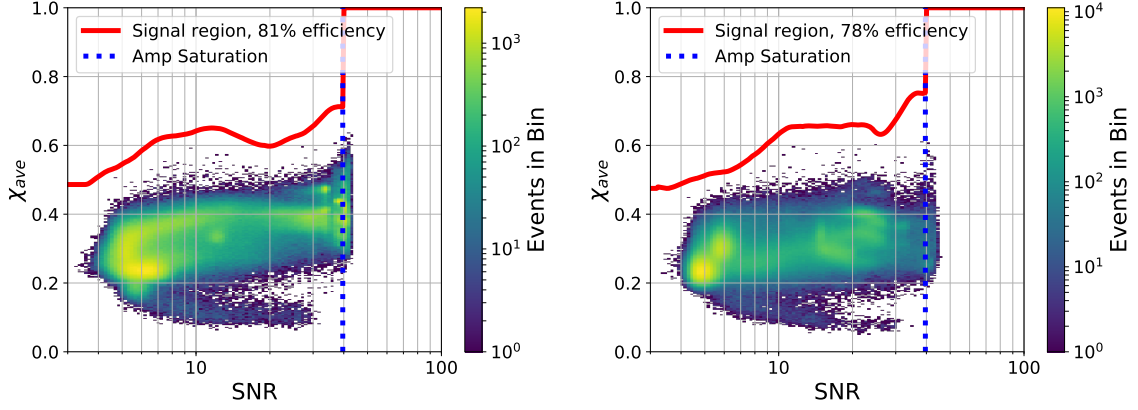 Signal region, 81% efficiency
Amp Saturation
1.0
0.8
0.6
0.4
0.2
0.0
χave
10
100
SNR
10³
10²
10¹
10⁰
Events in Bin
Signal region, 78% efficiency
Amp Saturation
1.0
0.8
0.6
0.4
0.2
0.0
χave
10
100
SNR
10⁴
10³
10²
10¹
10⁰
Events in Bin